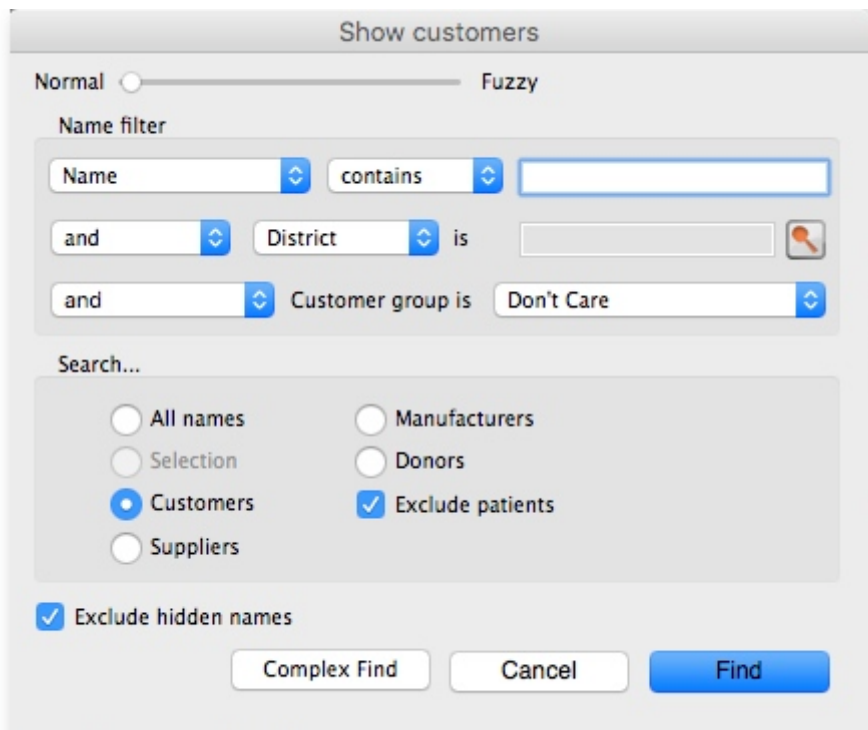 Show customers
Normal Fuzzy
Name filter
Name contains
and District is
and Customer group is Don't Care
Search...
All names Manufacturers
Selection Donors
Customers Exclude patients
Suppliers
Exclude hidden names
Complex Find Cancel Find